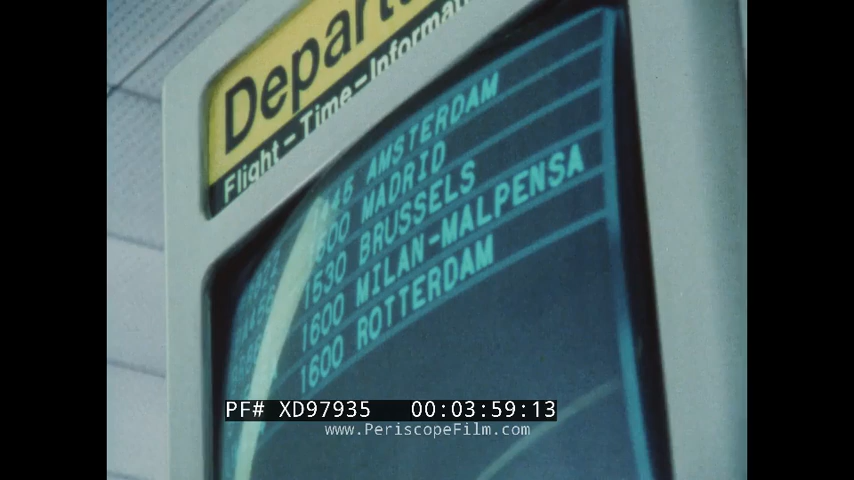 Depart
Flight - Time - Informa
AMSTERDAM
MADRID
1530 BRUSSELS
1600 MILAN-MALPENSA
1600 ROTTERDAM
PF# XD97935 00:03:59:13
www.PeriscopeFilm.com